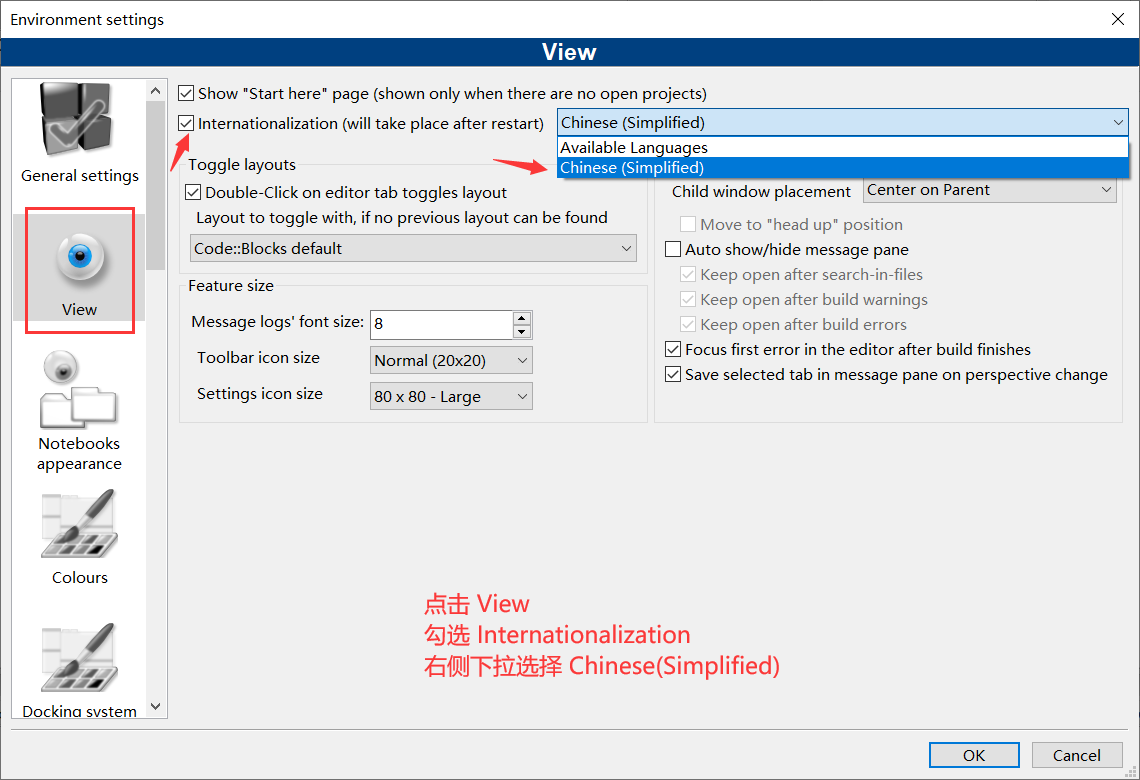 Environment settings
View
General settings
View
Notebooks
appearance
Colours
Docking system
Show "Start here" page (shown only when there are no open projects)
Internationalization (will take place after restart)
Chinese (Simplified)
Available Languages
Chinese (Simplified)
Toggle layouts
Double-Click on editor tab toggles layout
Layout to toggle with, if no previous layout can be found
Code::Blocks default
Feature size
Message logs' font size:
8
Toolbar icon size
Normal (20x20)
Settings icon size
80 x 80 - Large
Child window placement
Center on Parent
Move to "head up" position
Auto show/hide message pane
Keep open after search-in-files
Keep open after build warnings
Keep open after build errors
Focus first error in the editor after build finishes
Save selected tab in message pane on perspective change
点击 View
勾选 Internationalization
右侧下拉选择 Chinese(Simplified)
OK
Cancel